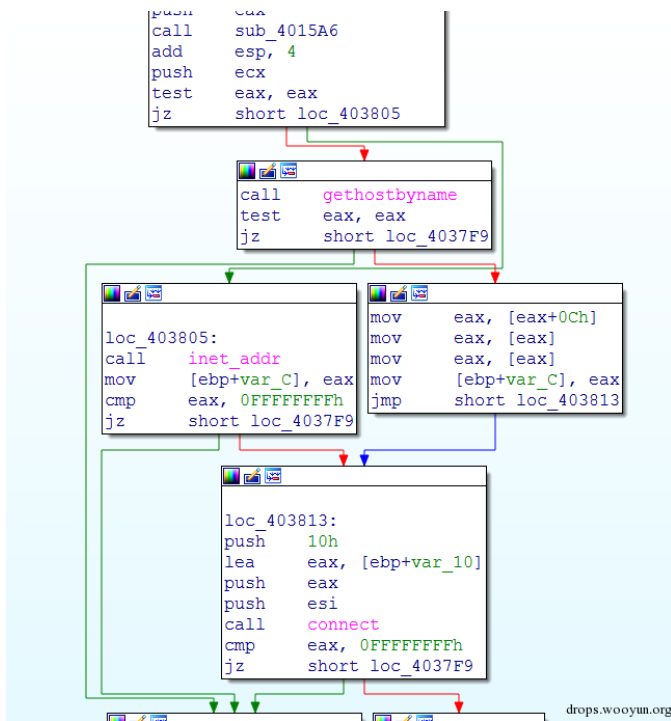 push eax
call sub_4015A6
add esp, 4
push ecx
test eax, eax
jz short loc_403805
call gethostbyname
test eax, eax
jz short loc_4037F9
loc_403805:
call inet_addr
mov [ebp+var_C], eax
cmp eax, 0FFFFFFFFh
jz short loc_4037F9
mov eax, [eax+0Ch]
mov eax, [eax]
mov eax, [eax]
mov [ebp+var_C], eax
jmp short loc_403813
loc_403813:
push 10h
lea eax, [ebp+var_10]
push eax
push esi
call connect
cmp eax, 0FFFFFFFFh
jz short loc_4037F9
drops.wooyun.org